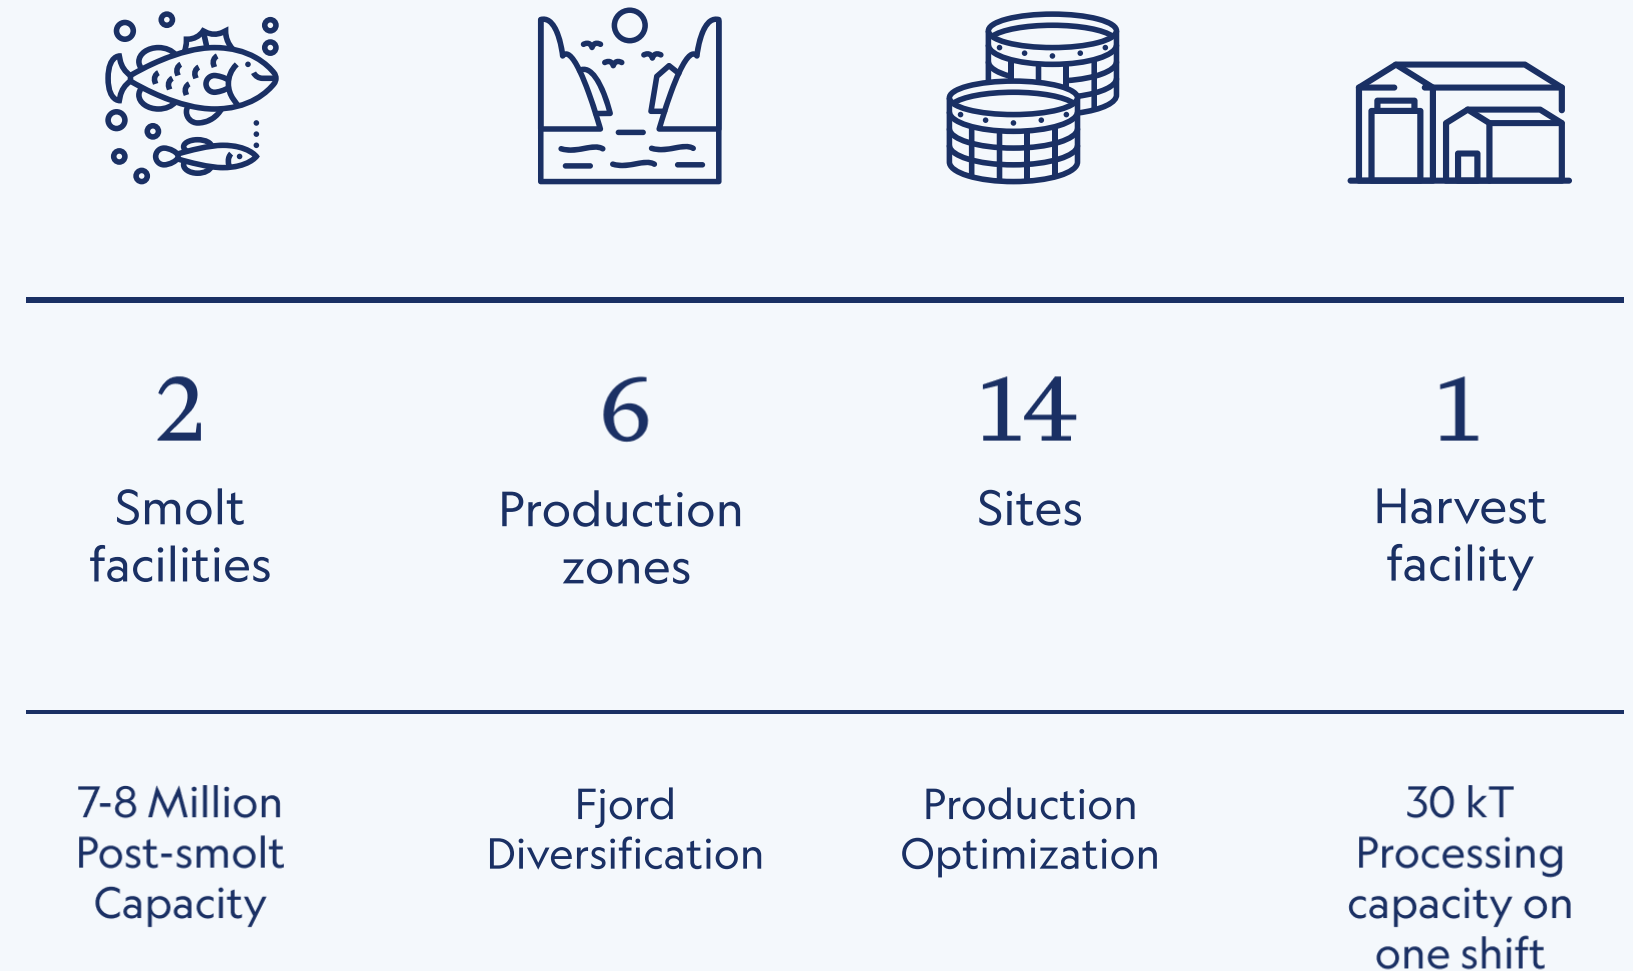 2
Smolt
facilities
6
Production
zones
14
Sites
1
Harvest
facility
7-8 Million
Post-smolt
Capacity
Fjord
Diversification
Production
Optimization
30 kT
Processing
capacity on
one shift